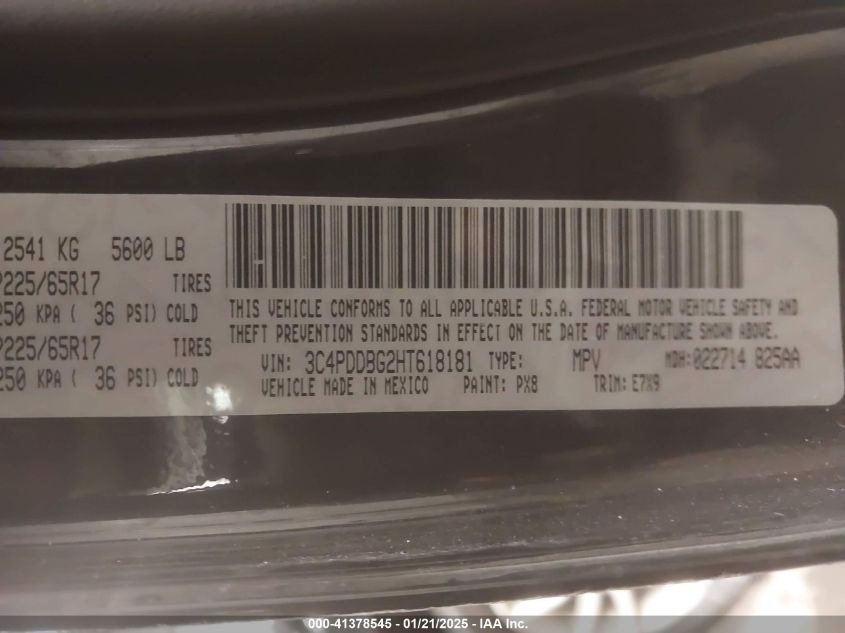 2541 KG 5600 LB
P225/65R17 TIRES
250 KPA ( 36 PSI) COLD
P225/65R17 TIRES
250 KPA ( 36 PSI) COLD
THIS VEHICLE CONFORMS TO ALL APPLICABLE U.S.A. FEDERAL MOTOR VEHICLE SAFETY AND
THEFT PREVENTION STANDARDS IN EFFECT ON THE DATE OF MANUFACTURE SHOWN ABOVE.
VIN: 3C4PDDBG2HT618181 TYPE: MPV MDH: 022714 825AA
VEHICLE MADE IN MEXICO PAINT: PX8 TRIM: E7X9
000-41378545 - 01/21/2025 - IAA, Inc.